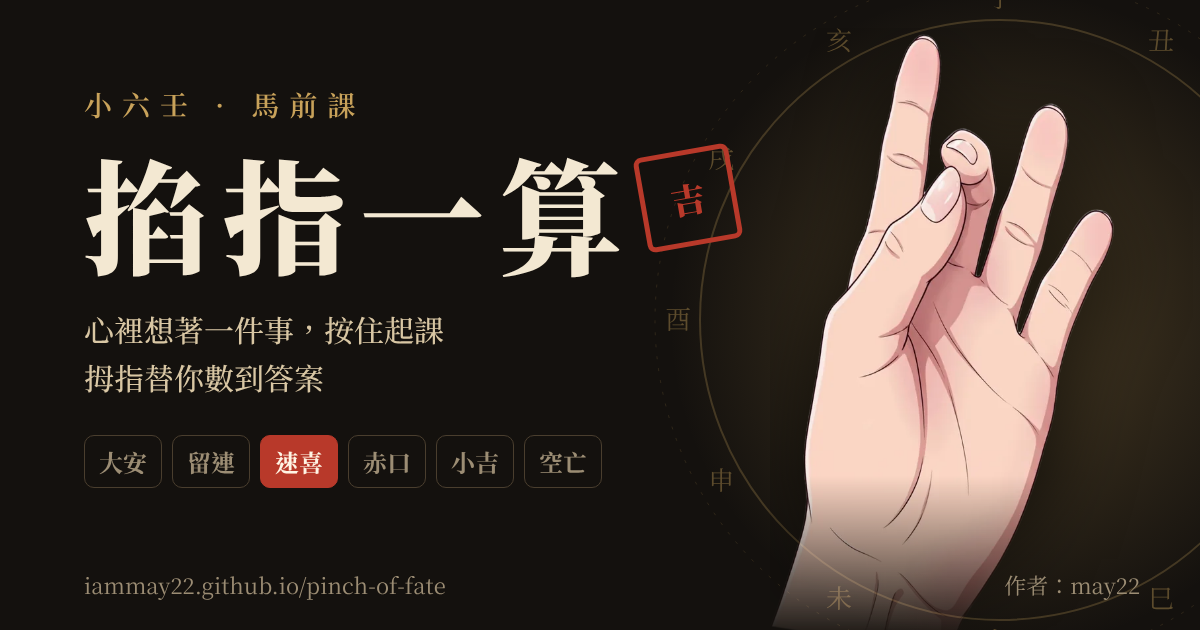 小六壬 · 馬前課
掐指一算
吉
心裡想著一件事，按住起課
拇指替你數到答案
大安 留連 速喜 赤口 小吉 空亡
iammay22.github.io/pinch-of-fate
作者：may22
亥
丑
戌
酉
申
未
巳